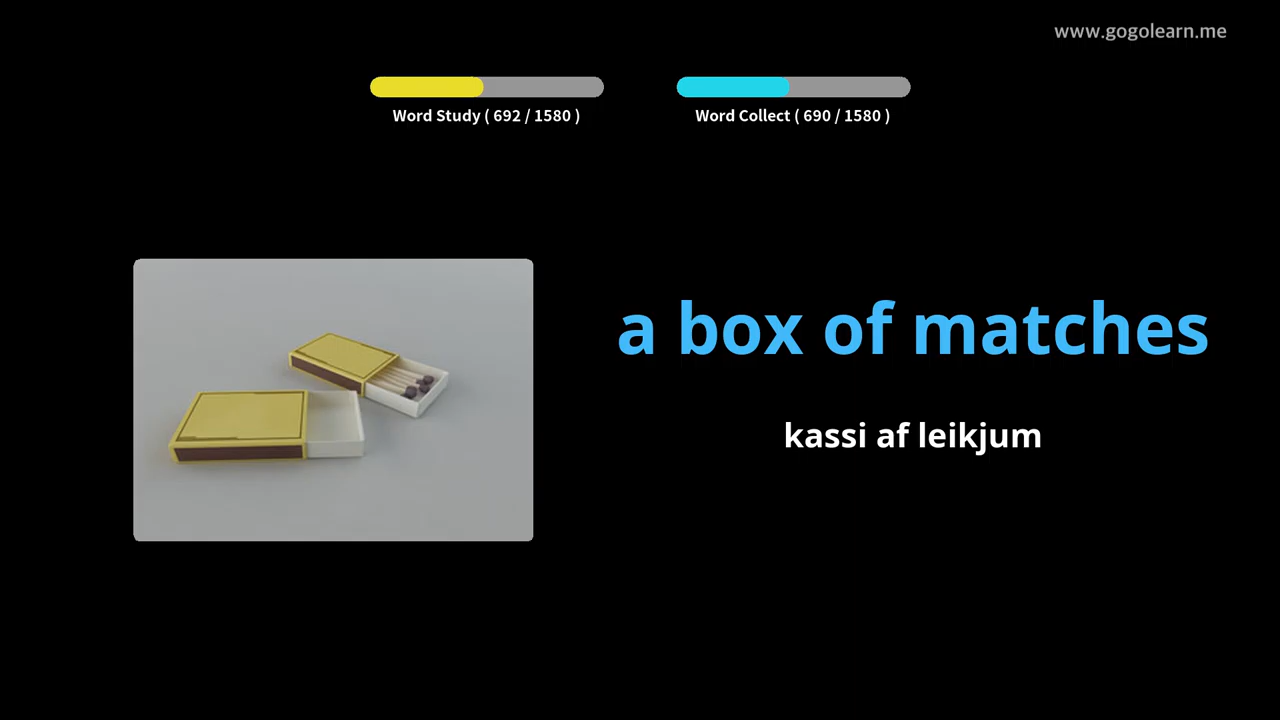 www.gogolearn.me
Word Study ( 692 / 1580 )
Word Collect ( 690 / 1580 )
a box of matches
kassi af leikjum